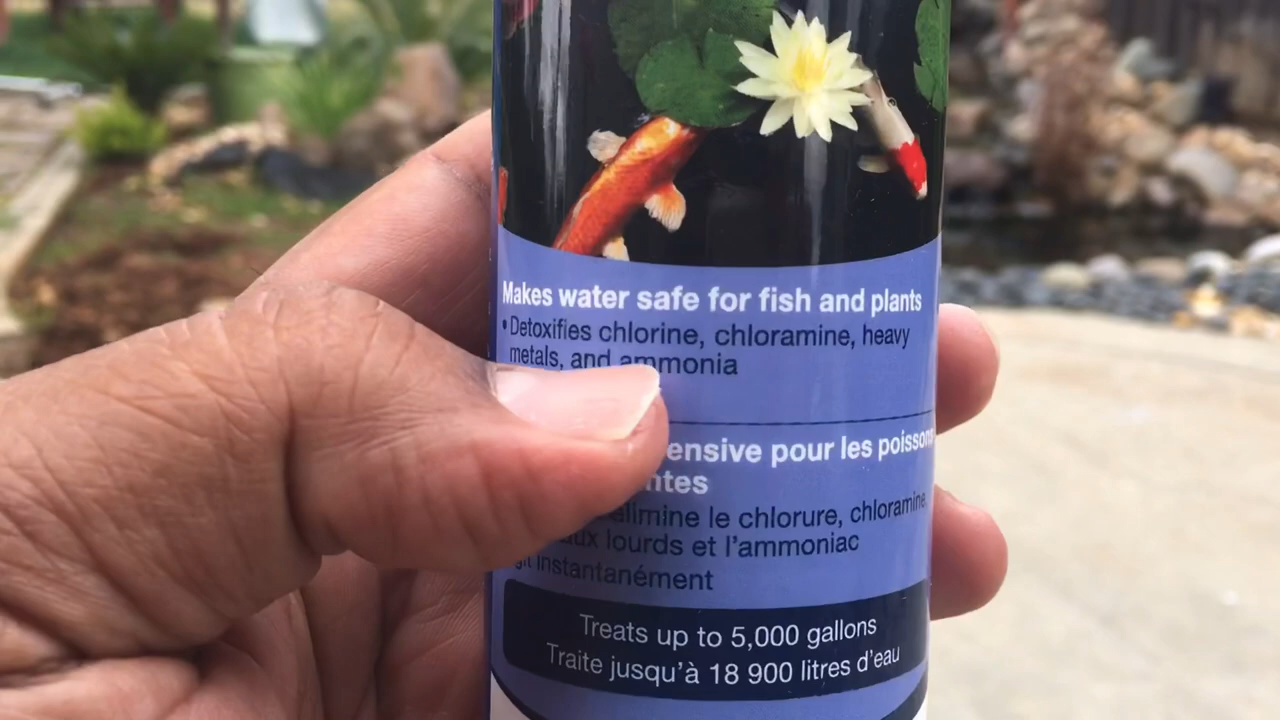 Makes water safe for fish and plants
• Detoxifies chlorine, chloramine, heavy
metals, and ammonia
ensive pour les poissons
ntes
élimine le chlorure, chloramine,
aux lourds et l'ammoniac
git instantanément
Treats up to 5,000 gallons
Traite jusqu'à 18 900 litres d'eau